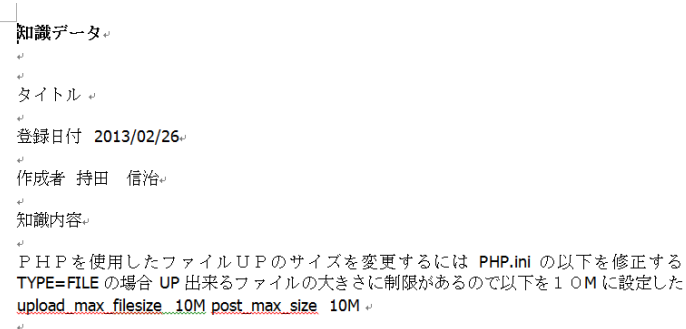 知識データ
タイトル
登録日付 2013/02/26
作成者 持田 信治
知識内容
ＰＨＰを使用したファイルＵＰのサイズを変更するには PHP.ini の以下を修正する
TYPE=FILE の場合 UP 出来るファイルの大きさに制限があるので以下を１０M に設定した
upload_max_filesize 10M post_max_size 10M